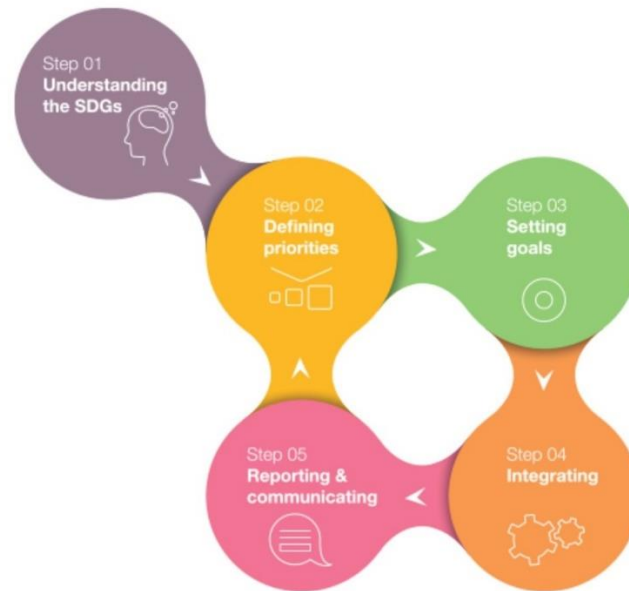 Step 01
Understanding
the SDGs
Step 02
Defining
priorities
Step 03
Setting
goals
Step 04
Integrating
Step 05
Reporting &
communicating